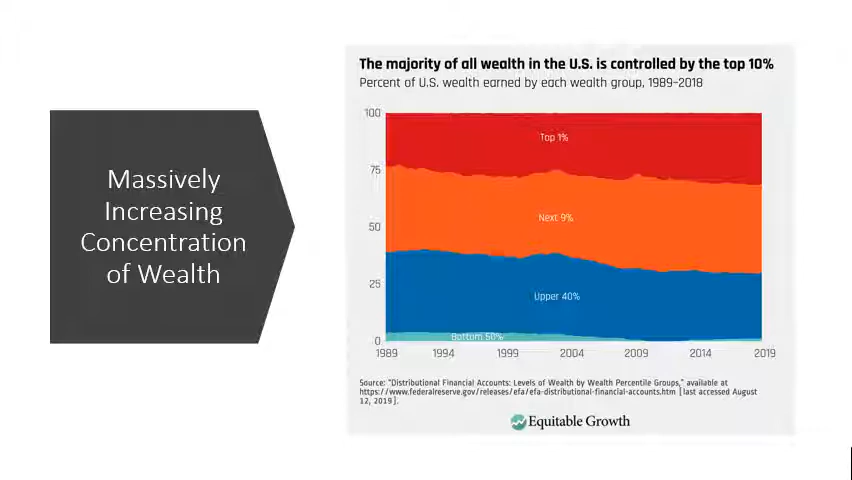 Massively
Increasing
Concentration
of Wealth
The majority of all wealth in the U.S. is controlled by the top 10%
Percent of U.S. wealth earned by each wealth group, 1989–2018
100
75
50
25
0
Top 1%
Next 9%
Upper 40%
Bottom 50%
1989
1994
1999
2004
2009
2014
2019
Source: "Distributional Financial Accounts: Levels of Wealth by Wealth Percentile Groups," available at
https://www.federalreserve.gov/releases/efa/efa-distributional-financial-accounts.htm [last accessed August
12, 2019].
Equitable Growth